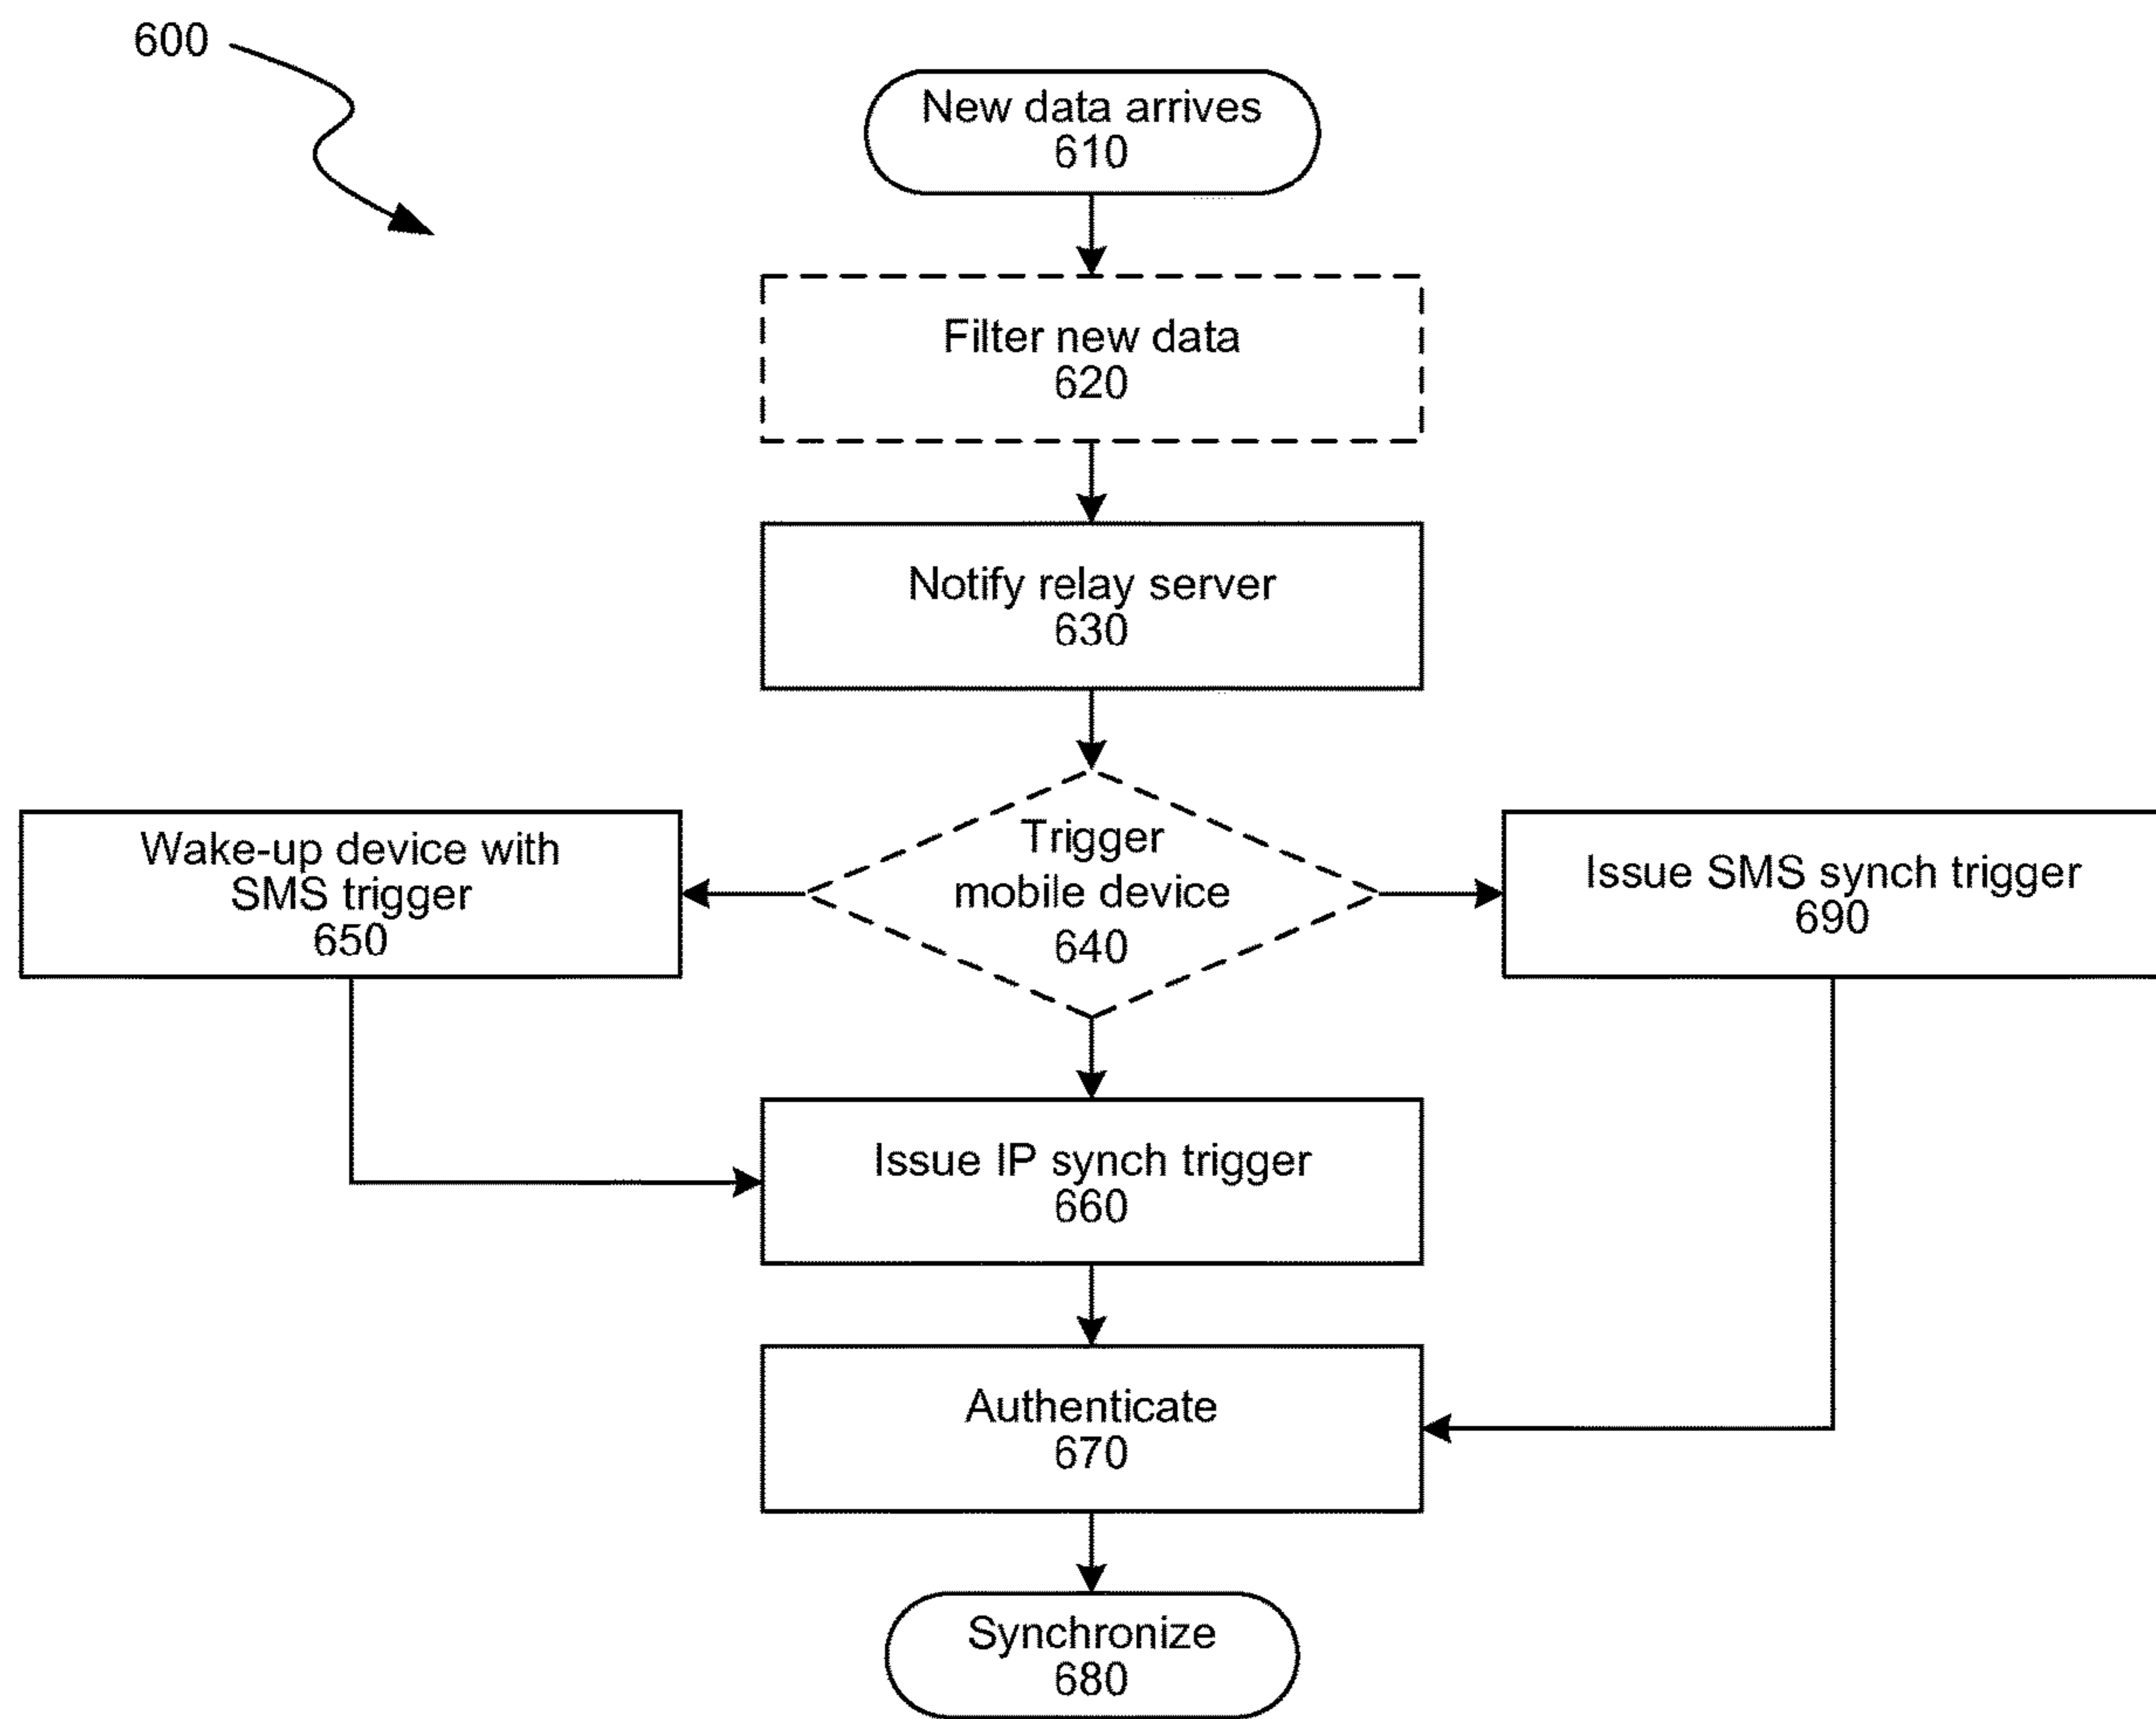 600
New data arrives
610
Filter new data
620
Notify relay server
630
Trigger
mobile device
640
Wake-up device with
SMS trigger
650
Issue SMS synch trigger
690
Issue IP synch trigger
660
Authenticate
670
Synchronize
680